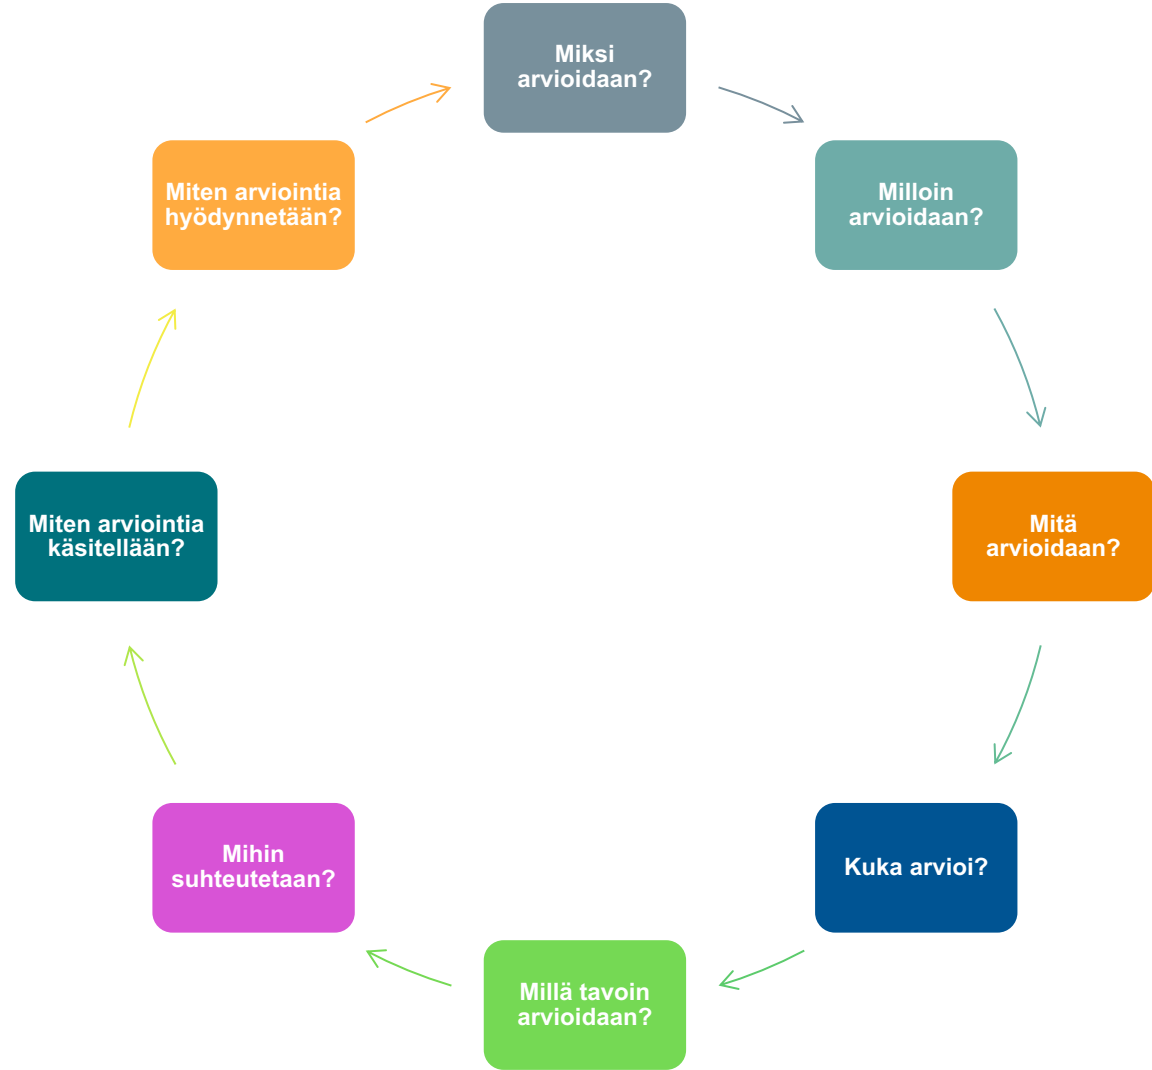 Miksi
arvioidaan?
Milloin
arvioidaan?
Mitä
arvioidaan?
Kuka arvioi?
Millä tavoin
arvioidaan?
Mihin
suhteutetaan?
Miten arviointia
käsitellään?
Miten arviointia
hyödynnetään?